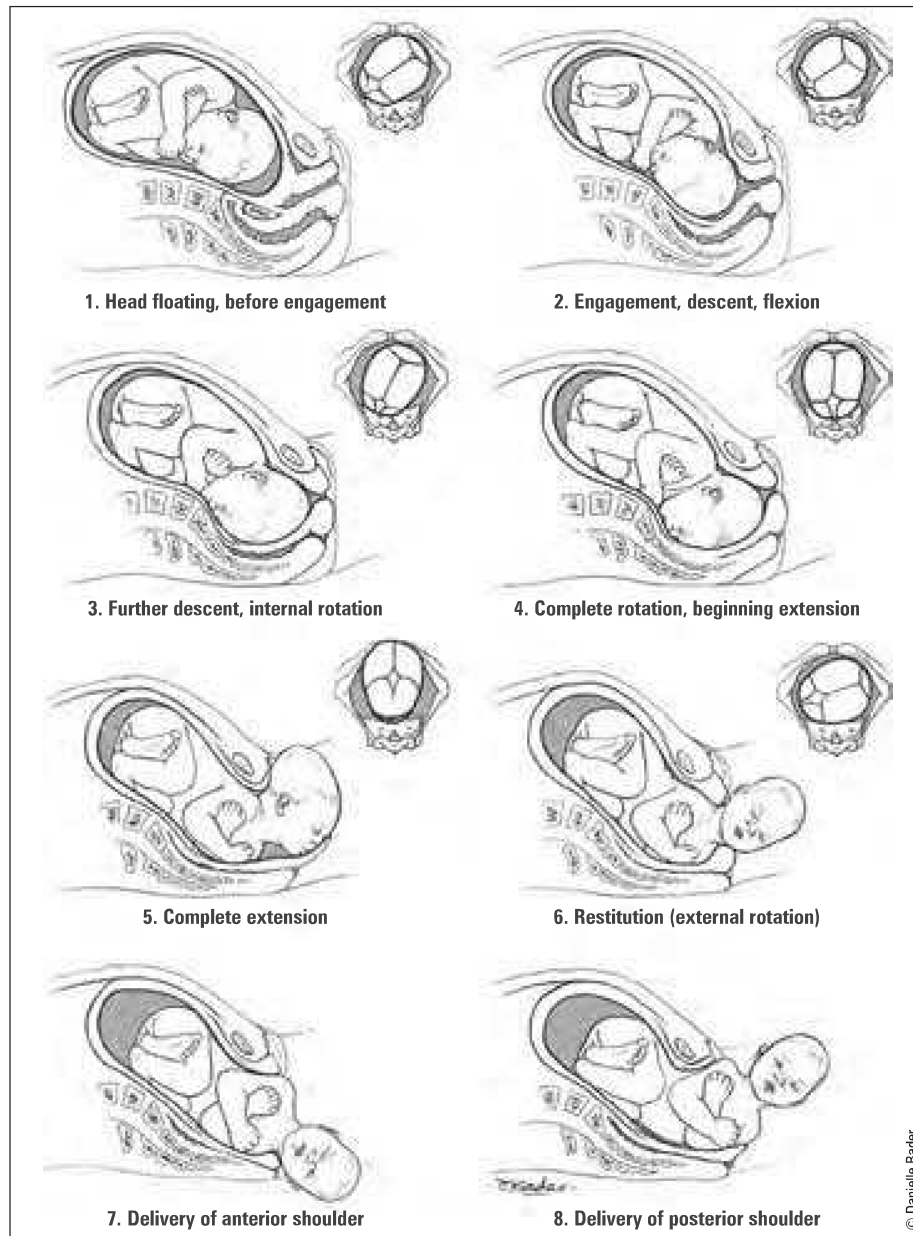 1. Head floating, before engagement
2. Engagement, descent, flexion
3. Further descent, internal rotation
4. Complete rotation, beginning extension
5. Complete extension
6. Restitution (external rotation)
7. Delivery of anterior shoulder
8. Delivery of posterior shoulder
© Danielle Bader